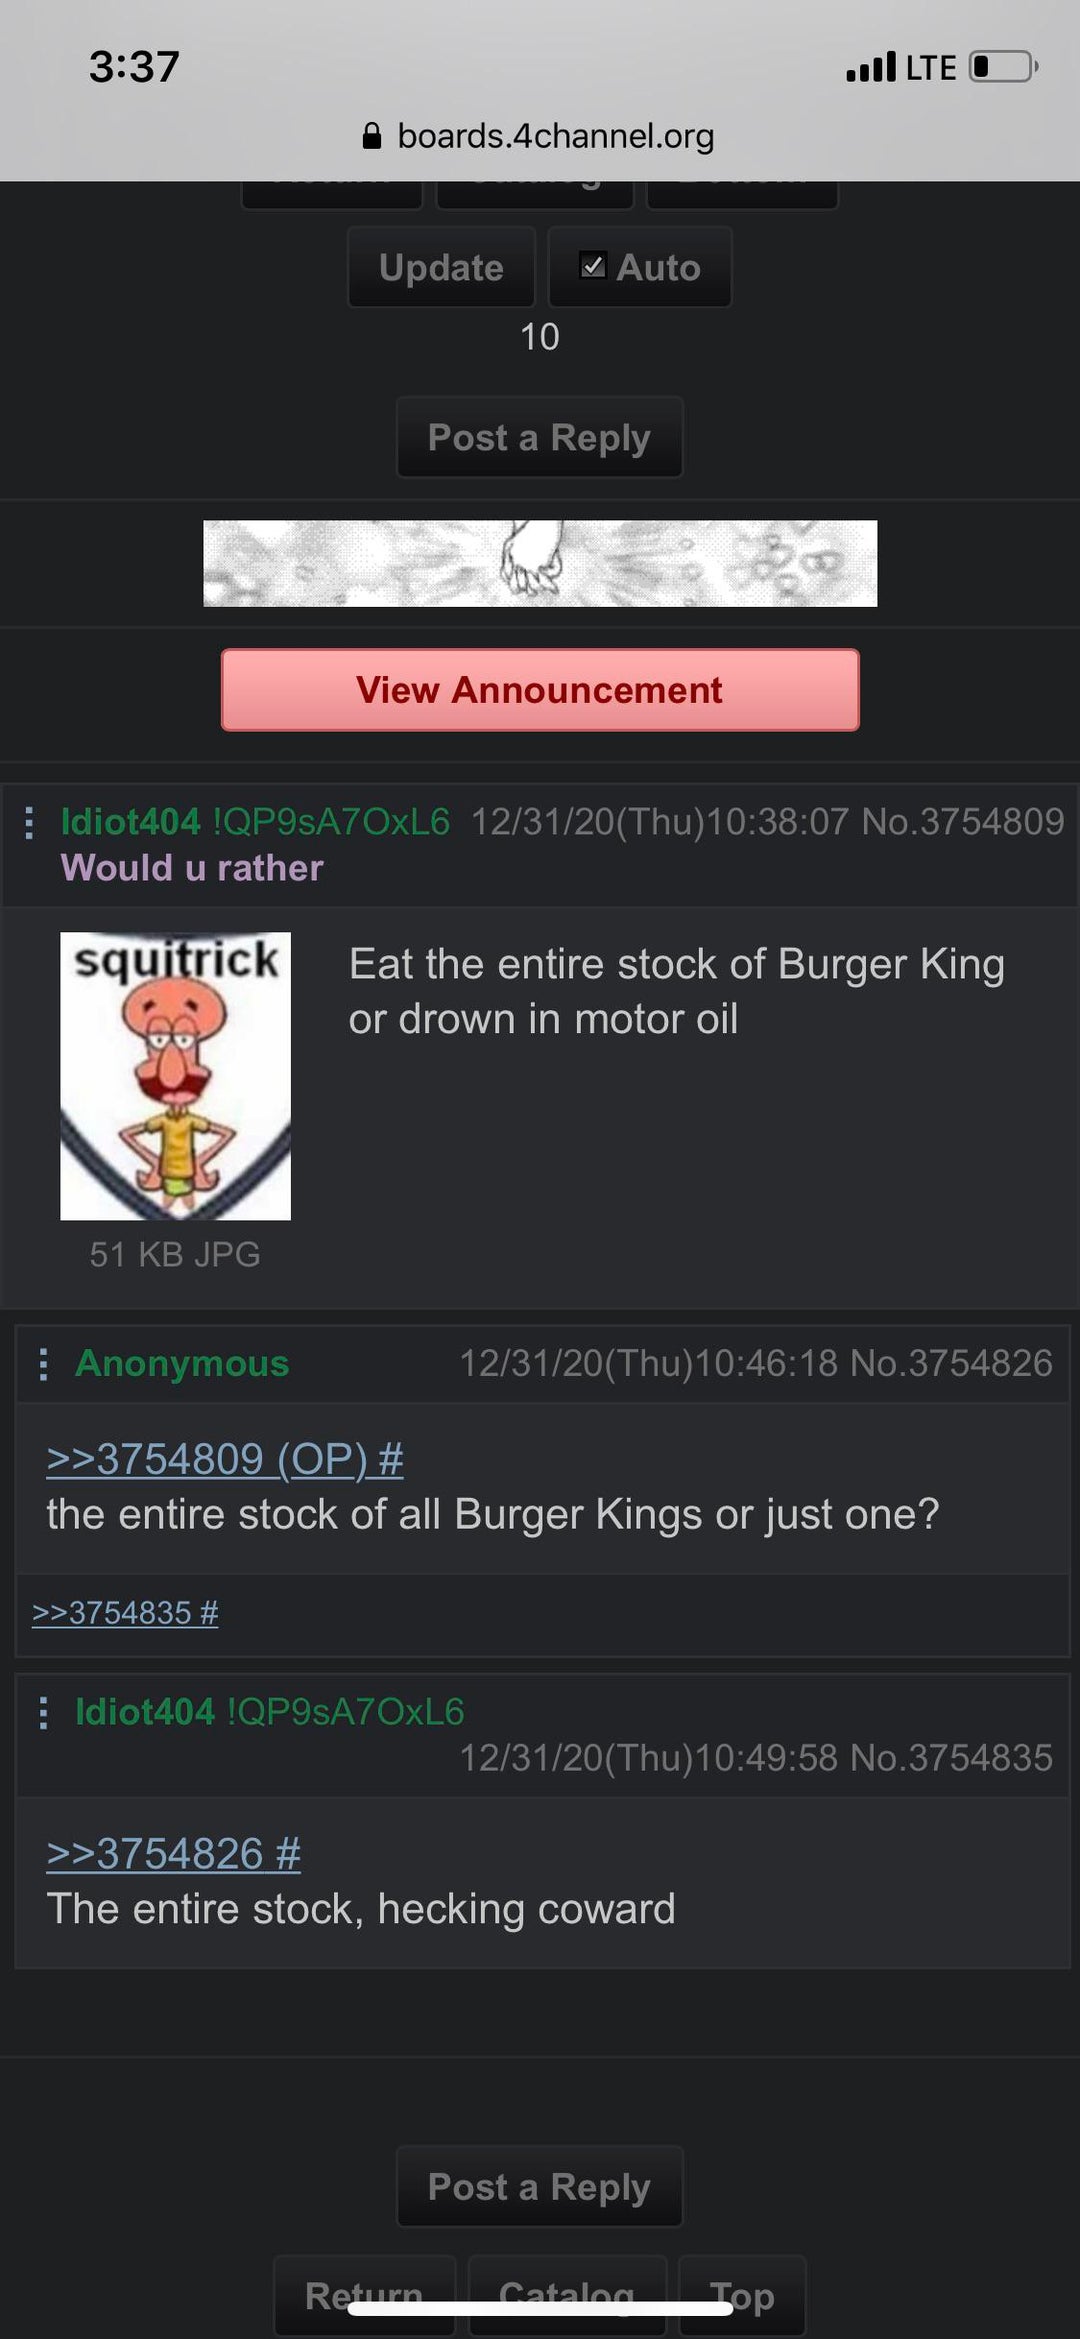 3:37
LTE
boards.4channel.org
Return Catalog Bottom
Update
Auto
10
Post a Reply
View Announcement
Idiot404 !QP9sA7OxL6 12/31/20(Thu)10:38:07 No.3754809
Would u rather
squitrick
Eat the entire stock of Burger King
or drown in motor oil
51 KB JPG
Anonymous 12/31/20(Thu)10:46:18 No.3754826
>>3754809 (OP) #
the entire stock of all Burger Kings or just one?
>>3754835 #
Idiot404 !QP9sA7OxL6
12/31/20(Thu)10:49:58 No.3754835
>>3754826 #
The entire stock, hecking coward
Post a Reply
Return Catalog Top